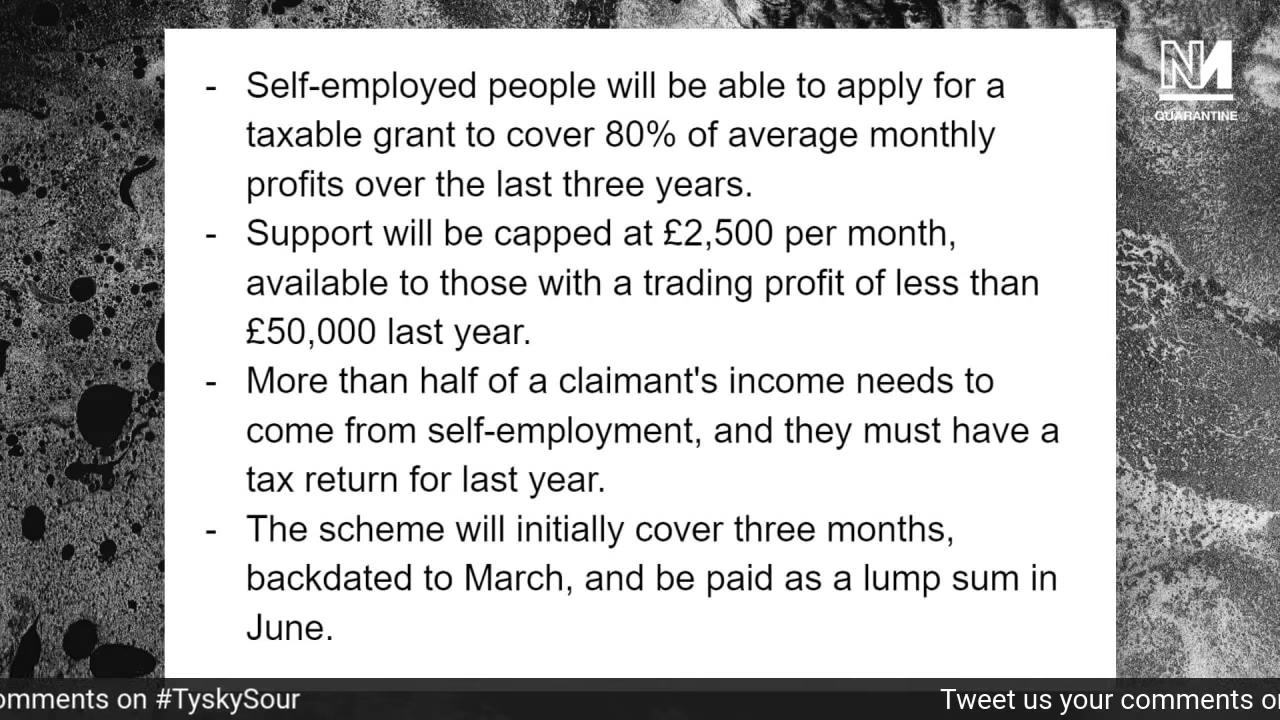 - Self-employed people will be able to apply for a
taxable grant to cover 80% of average monthly
profits over the last three years.
- Support will be capped at £2,500 per month,
available to those with a trading profit of less than
£50,000 last year.
- More than half of a claimant's income needs to
come from self-employment, and they must have a
tax return for last year.
- The scheme will initially cover three months,
backdated to March, and be paid as a lump sum in
June.
NM
QUARANTINE
omments on #TyskySour
Tweet us your comments o